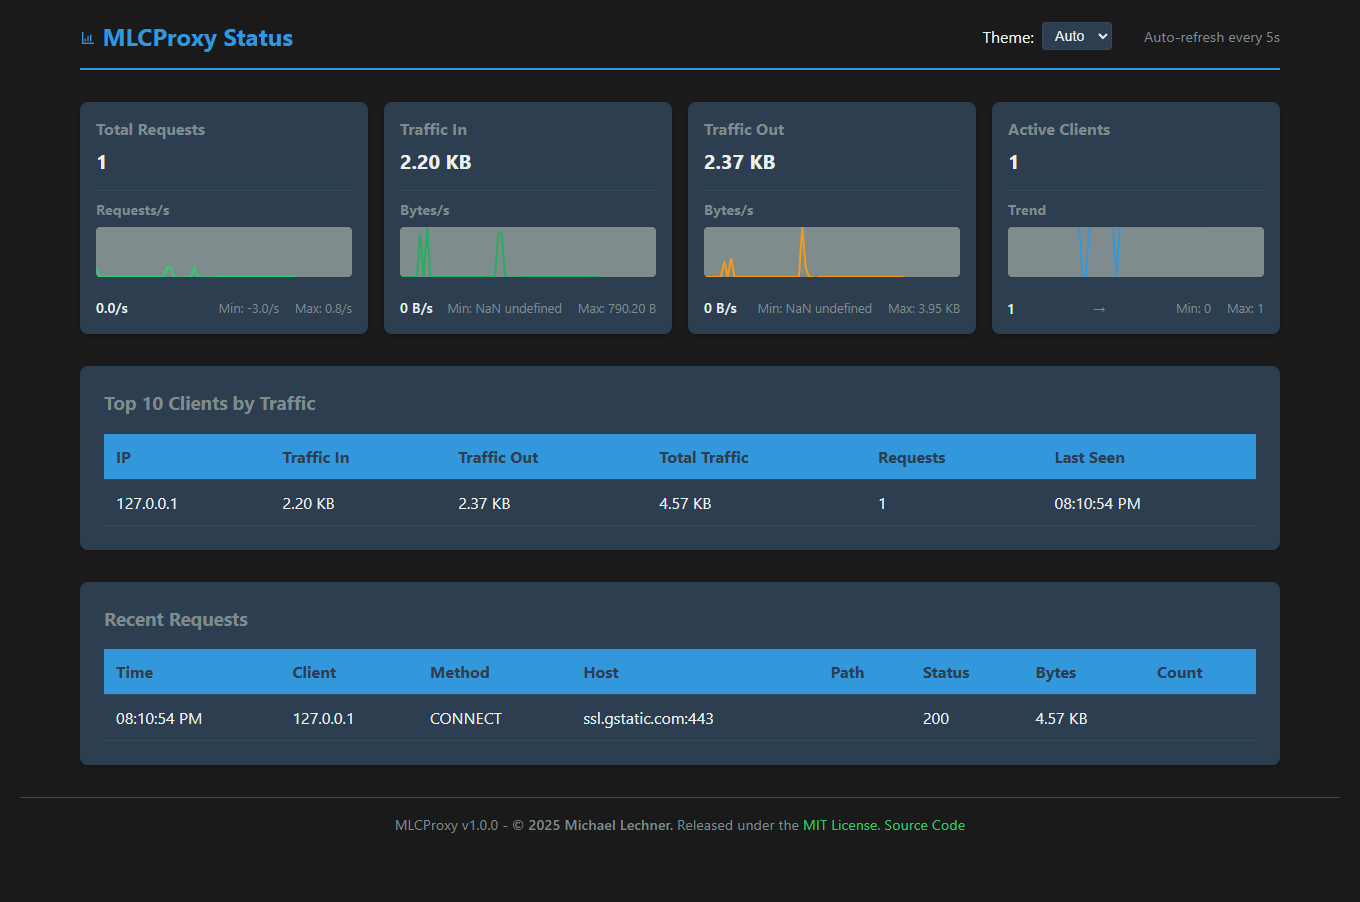 MLCProxy Status
Theme: Auto Auto-refresh every 5s
Total Requests
1
Requests/s
0.0/s Min: -3.0/s Max: 0.8/s
Traffic In
2.20 KB
Bytes/s
0 B/s Min: NaN undefined Max: 790.20 B
Traffic Out
2.37 KB
Bytes/s
0 B/s Min: NaN undefined Max: 3.95 KB
Active Clients
1
Trend
1 → Min: 0 Max: 1
Top 10 Clients by Traffic
IP Traffic In Traffic Out Total Traffic Requests Last Seen
127.0.0.1 2.20 KB 2.37 KB 4.57 KB 1 08:10:54 PM
Recent Requests
Time Client Method Host Path Status Bytes Count
08:10:54 PM 127.0.0.1 CONNECT ssl.gstatic.com:443 200 4.57 KB
MLCProxy v1.0.0 - © 2025 Michael Lechner. Released under the MIT License. Source Code